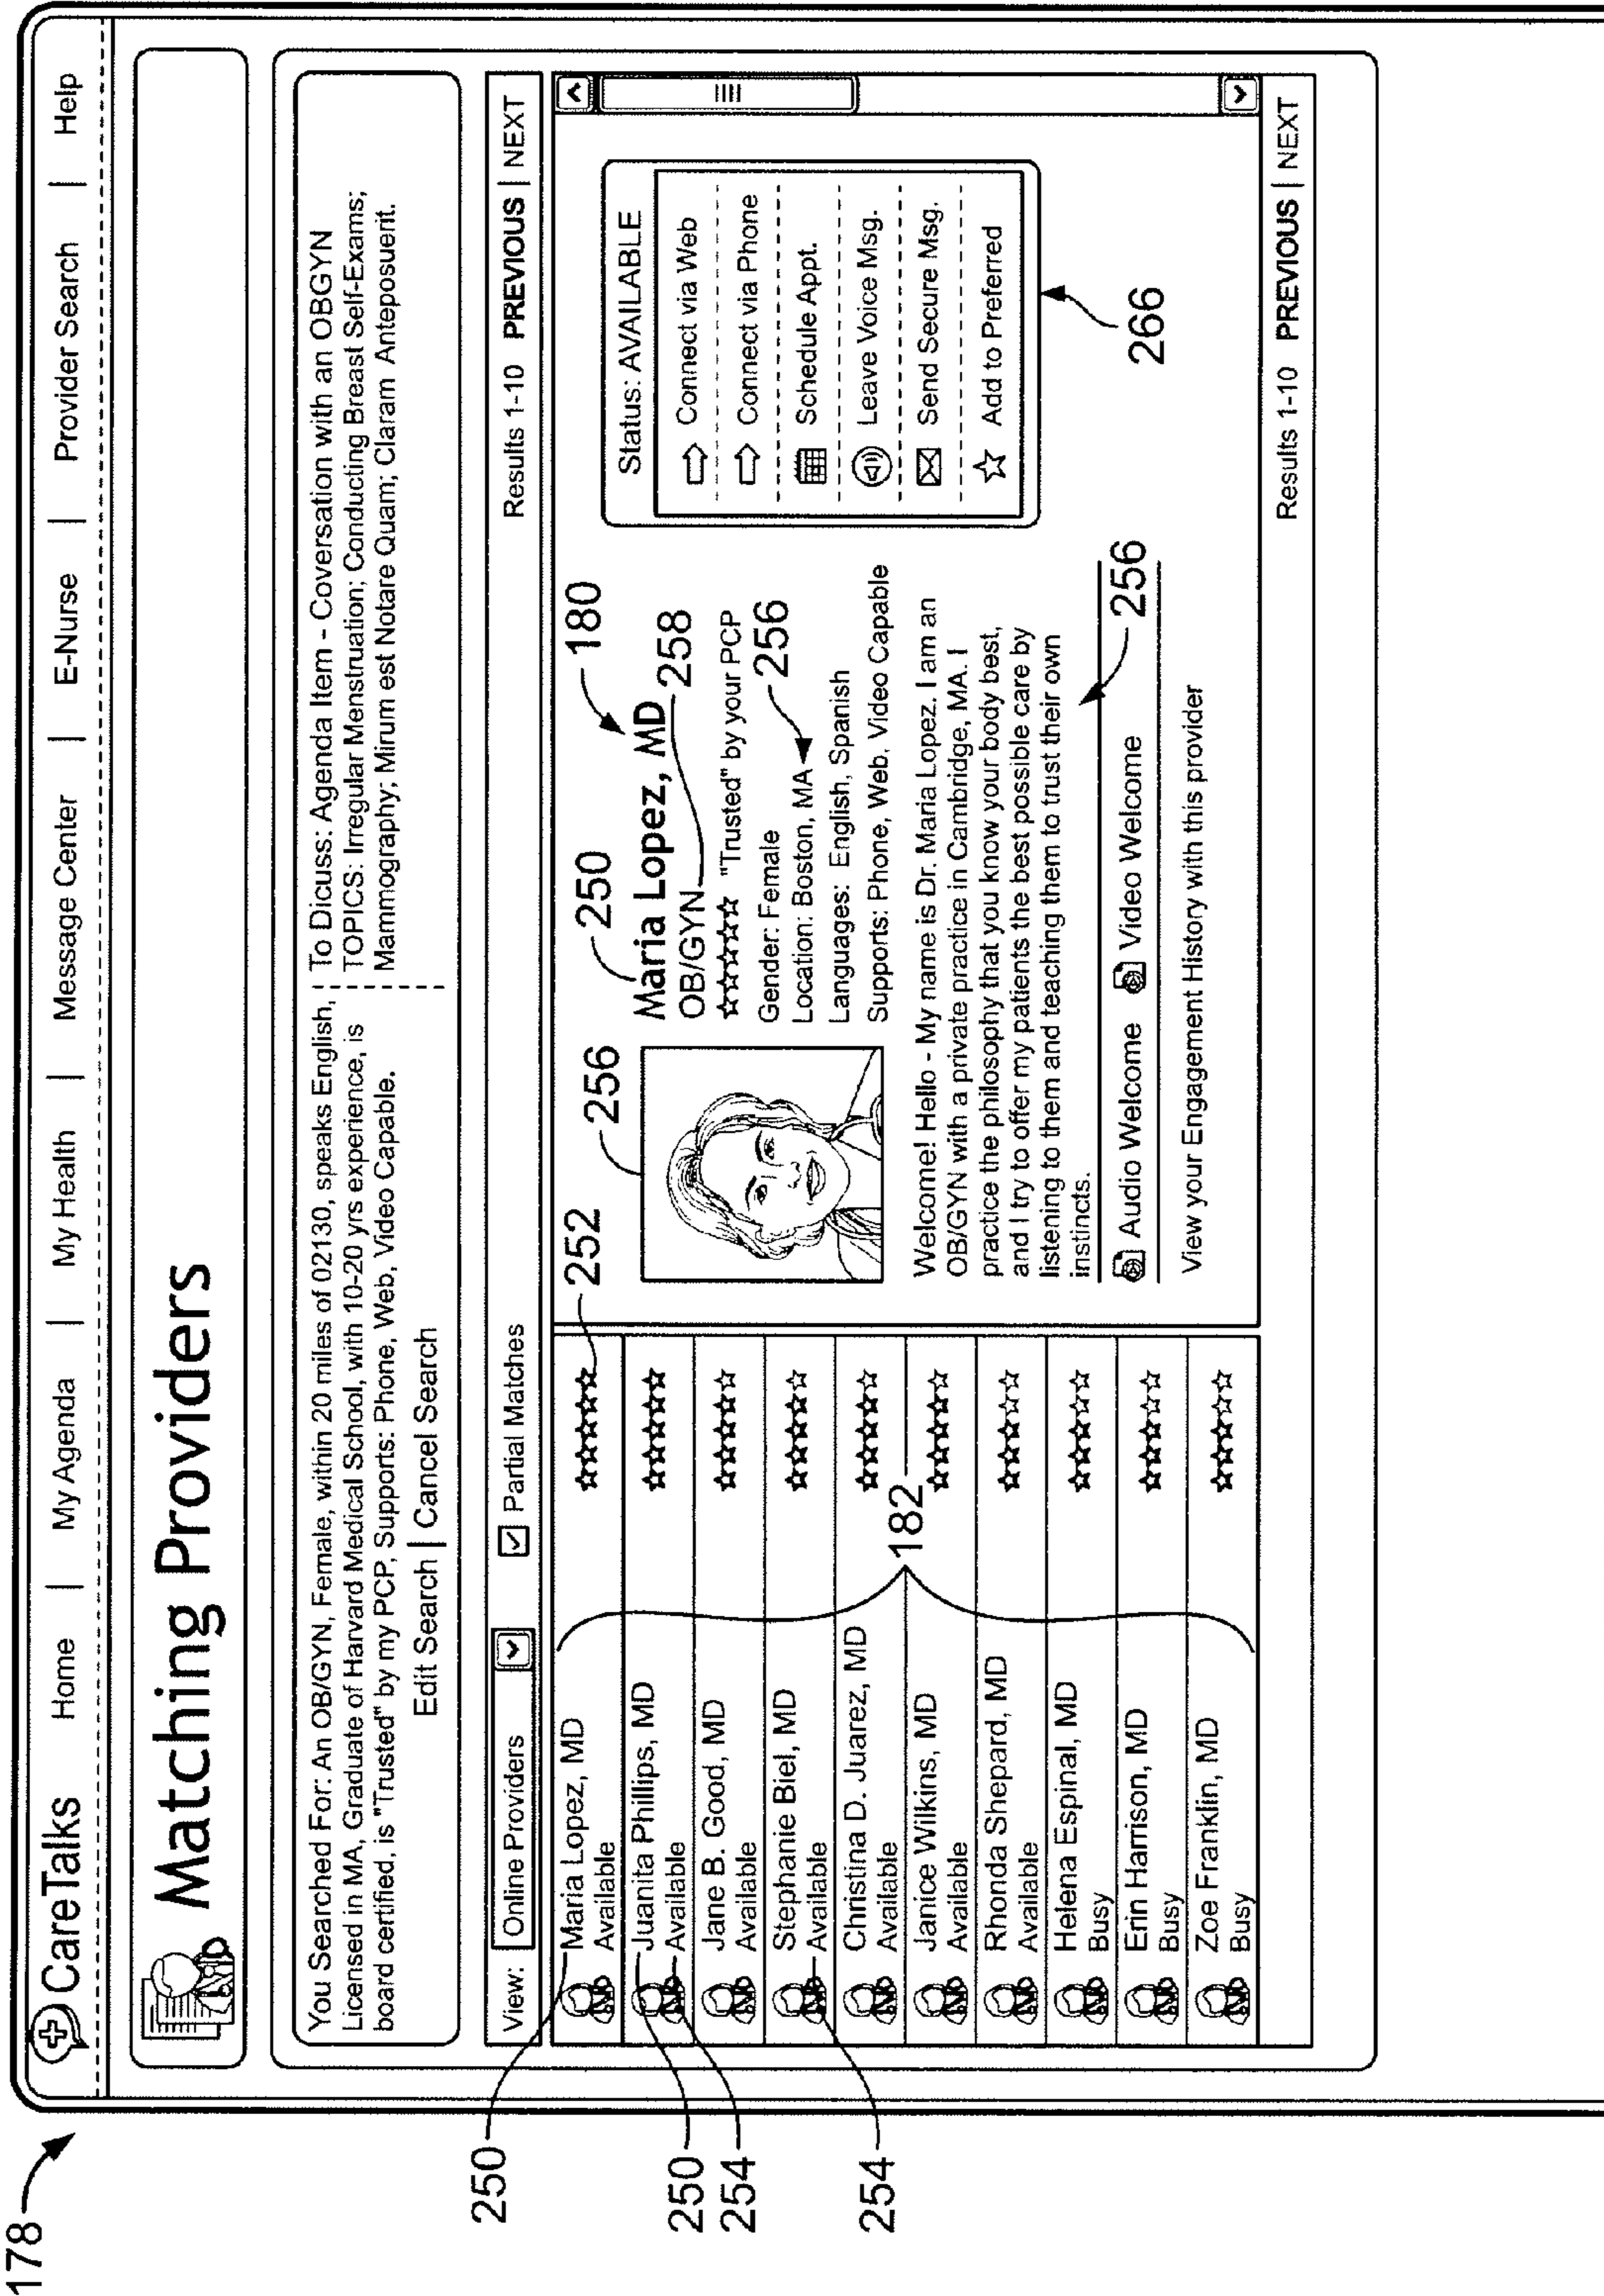 178
CareTalks Home | My Agenda | My Health | Message Center | E-Nurse | Provider Search | Help
Matching Providers
You Searched For: An OB/GYN, Female, within 20 miles of 02130, speaks English,
Licensed in MA, Graduate of Harvard Medical School, with 10-20 yrs experience, is
board certified, is "Trusted" by my PCP, Supports: Phone, Web, Video Capable.
Edit Search | Cancel Search
To Dicuss: Agenda Item - Coversation with an OBGYN
TOPICS: Irregular Menstruation; Conducting Breast Self-Exams;
Mammography; Mirum est Notare Quam; Claram Anteposuerit.
View: Online Providers Partial Matches Results 1-10 PREVIOUS | NEXT
250
Maria Lopez, MD
Available
252
250
Juanita Phillips, MD
Available
254
Jane B. Good, MD
Available
Stephanie Biel, MD
Available
254
Christina D. Juarez, MD
Available
182
Janice Wilkins, MD
Available
Rhonda Shepard, MD
Available
Helena Espinal, MD
Busy
Erin Harrison, MD
Busy
Zoe Franklin, MD
Busy
256
250
180
Maria Lopez, MD
OB/GYN 258
"Trusted" by your PCP
Gender: Female
Location: Boston, MA 256
Languages: English, Spanish
Supports: Phone, Web, Video Capable
Welcome! Hello - My name is Dr. Maria Lopez. I am an
OB/GYN with a private practice in Cambridge, MA. I
practice the philosophy that you know your body best,
and I try to offer my patients the best possible care by
listening to them and teaching them to trust their own
instincts.
Audio Welcome Video Welcome 256
View your Engagement History with this provider
Status: AVAILABLE
Connect via Web
Connect via Phone
Schedule Appt.
Leave Voice Msg.
Send Secure Msg.
Add to Preferred
266
Results 1-10 PREVIOUS | NEXT